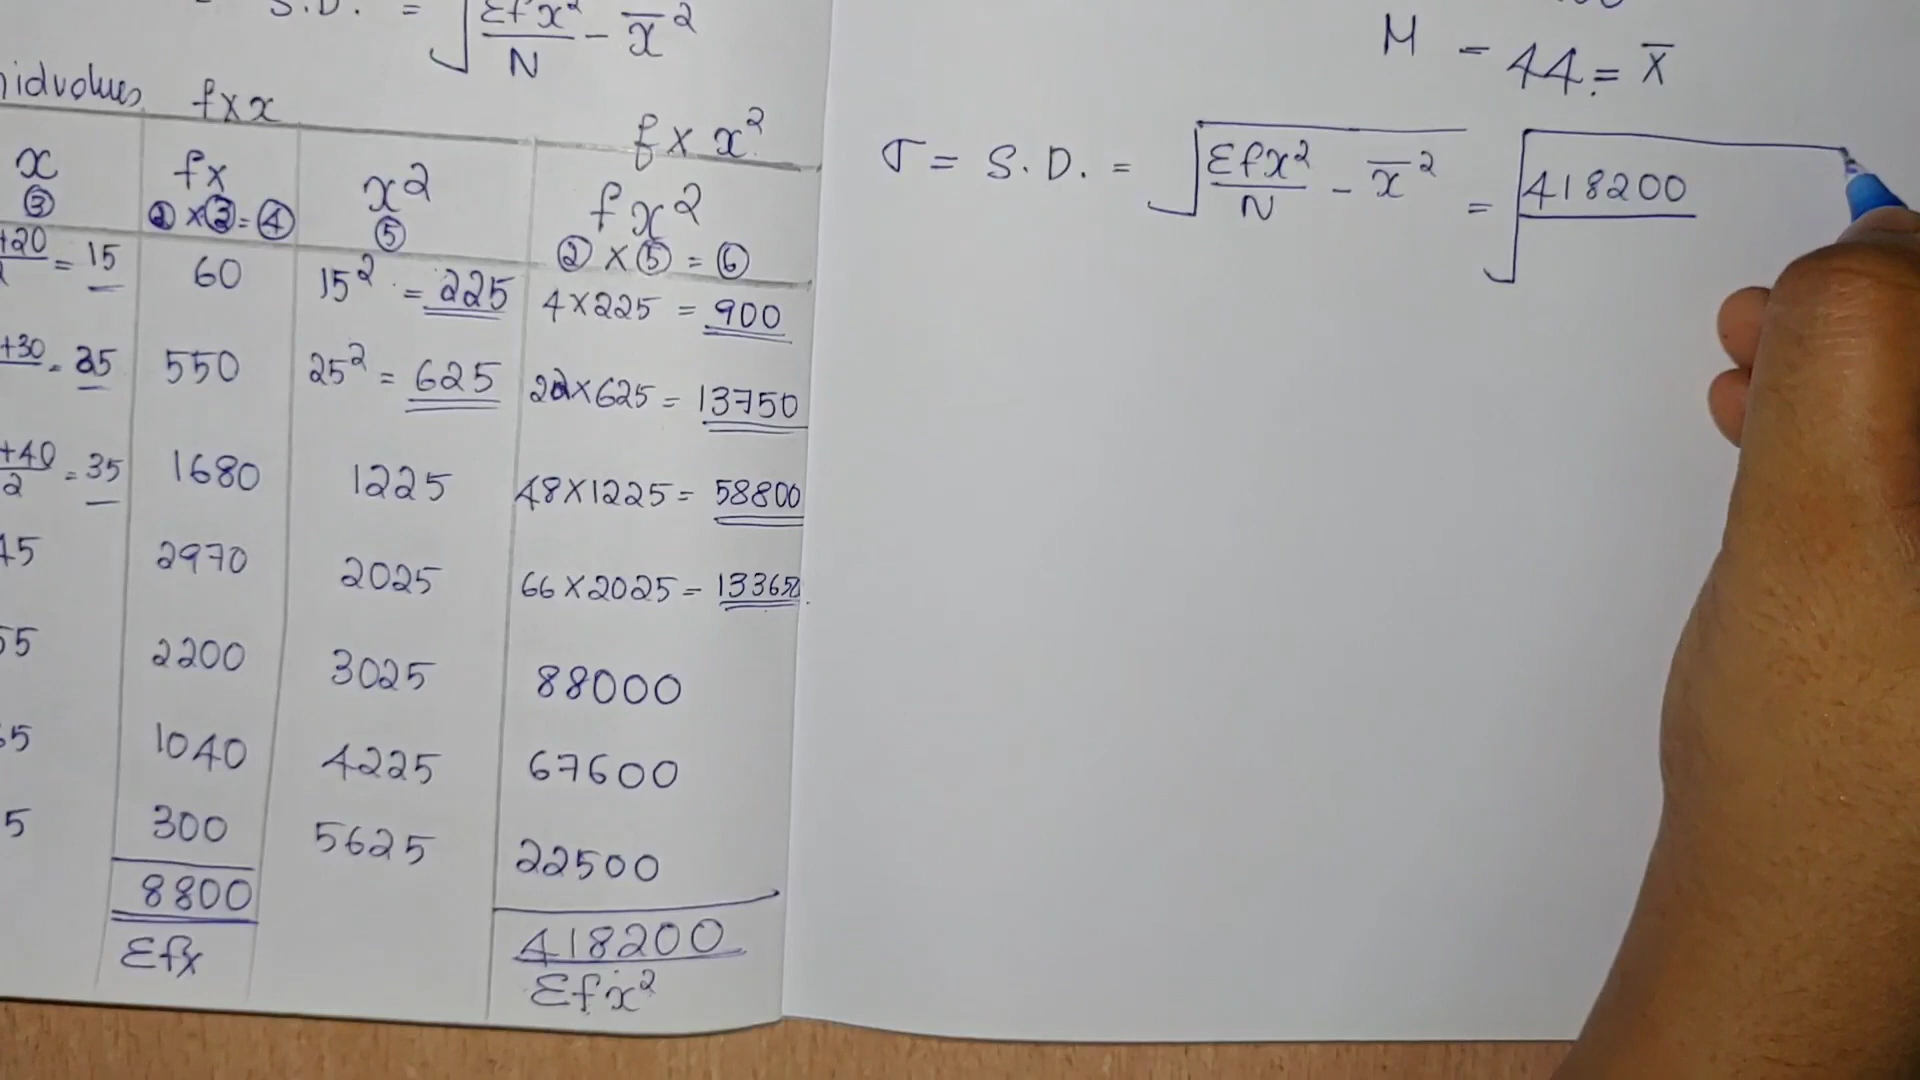 S.D. = √ Σfx² / N - x̄²
midvalues fxx f x x²
x fx x² fx²
③ ②×③=④ ⑤ ②×⑤=⑥
+20 / 2 = 15 60 15² = 225 4×225 = 900
+30 = 25 550 25² = 625 22×625 = 13750
+40 / 2 = 35 1680 1225 48×1225 = 58800
45 2970 2025 66×2025 = 133650
55 2200 3025 88000
65 1040 4225 67600
5 300 5625 22500
8800 418200
Σfx Σfx²
M = 44 = X̄
σ = S.D. = √ Σfx² / N - x̄² = √ 418200